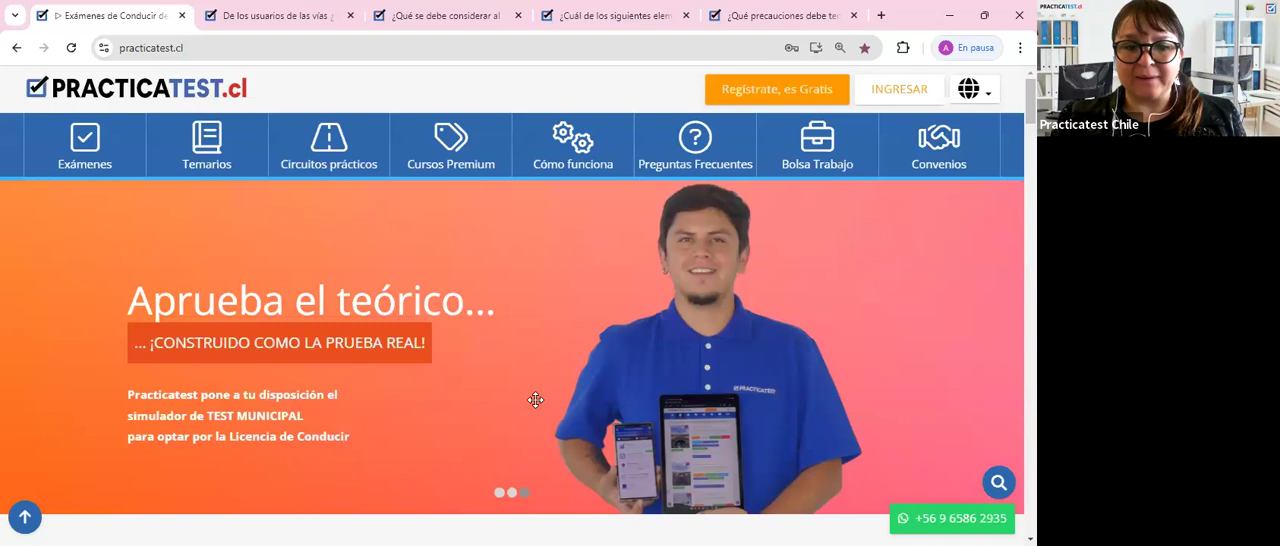 Exámenes de Conducir de
De los usuarios de las vías ¿
¿Qué se debe considerar al
¿Cuál de los siguientes elem
¿Qué precauciones debe ten
practicatest.cl
A
En pausa
PRACTICATEST.cl
Regístrate, es Gratis
INGRESAR
Exámenes
Temarios
Circuitos prácticos
Cursos Premium
Cómo funciona
Preguntas Frecuentes
Bolsa Trabajo
Convenios
Aprueba el teórico...
... ¡CONSTRUIDO COMO LA PRUEBA REAL!
Practicatest pone a tu disposición el
simulador de TEST MUNICIPAL
para optar por la Licencia de Conducir
PRACTICATEST
+56 9 6586 2935
PRACTICATEST.cl
Practicatest Chile